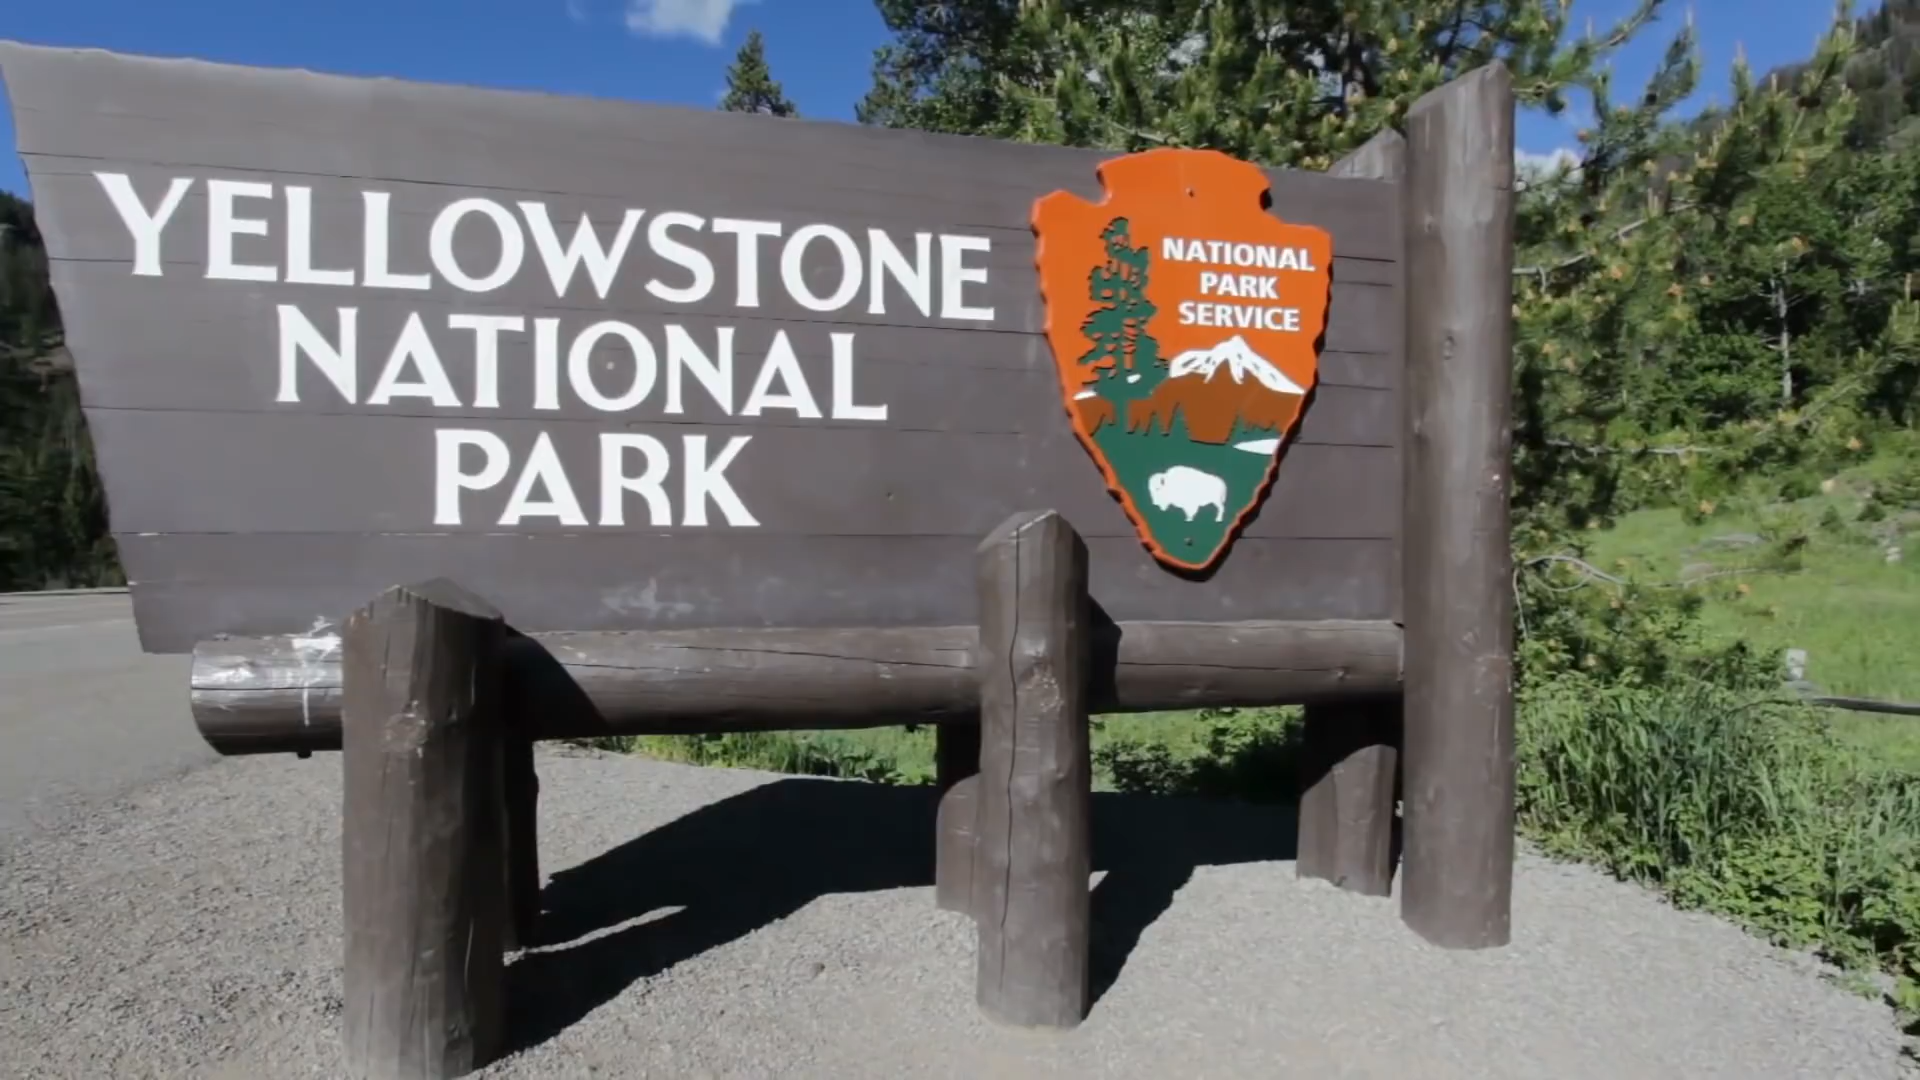 YELLOWSTONE
NATIONAL
PARK
NATIONAL
PARK
SERVICE